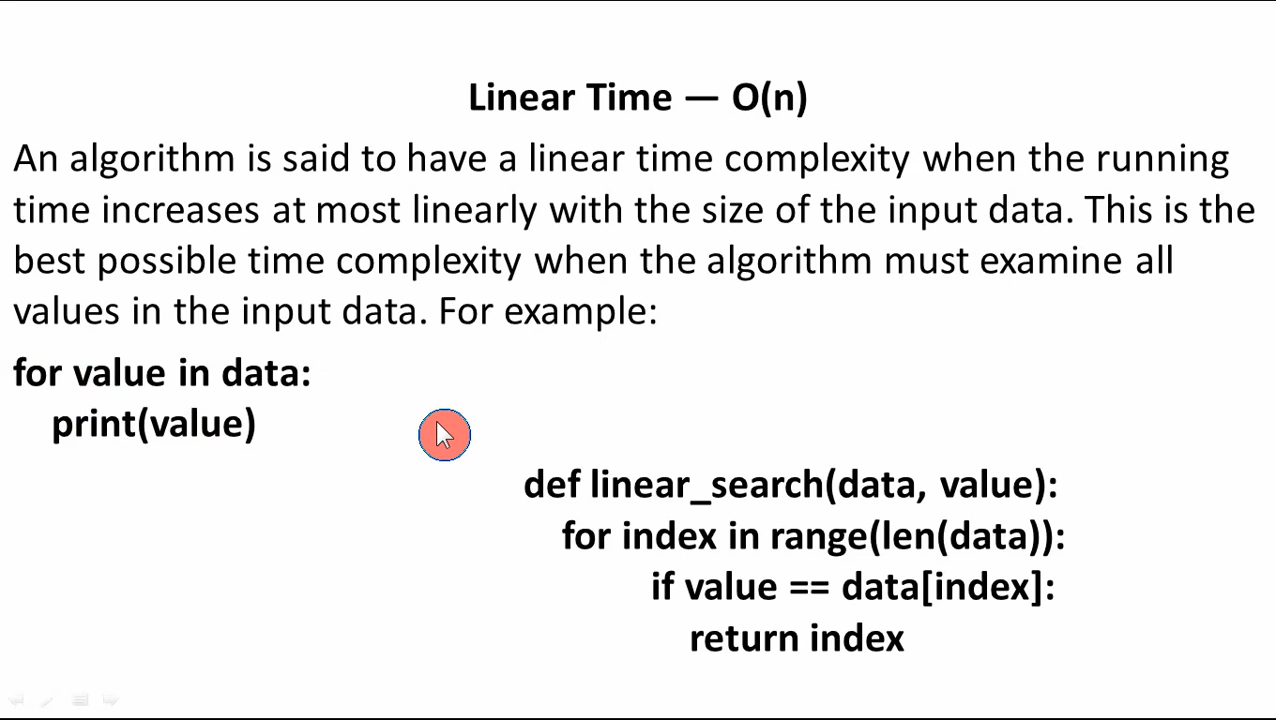 Linear Time — O(n)
An algorithm is said to have a linear time complexity when the running
time increases at most linearly with the size of the input data. This is the
best possible time complexity when the algorithm must examine all
values in the input data. For example:
for value in data:
print(value)
def linear_search(data, value):
for index in range(len(data)):
if value == data[index]:
return index